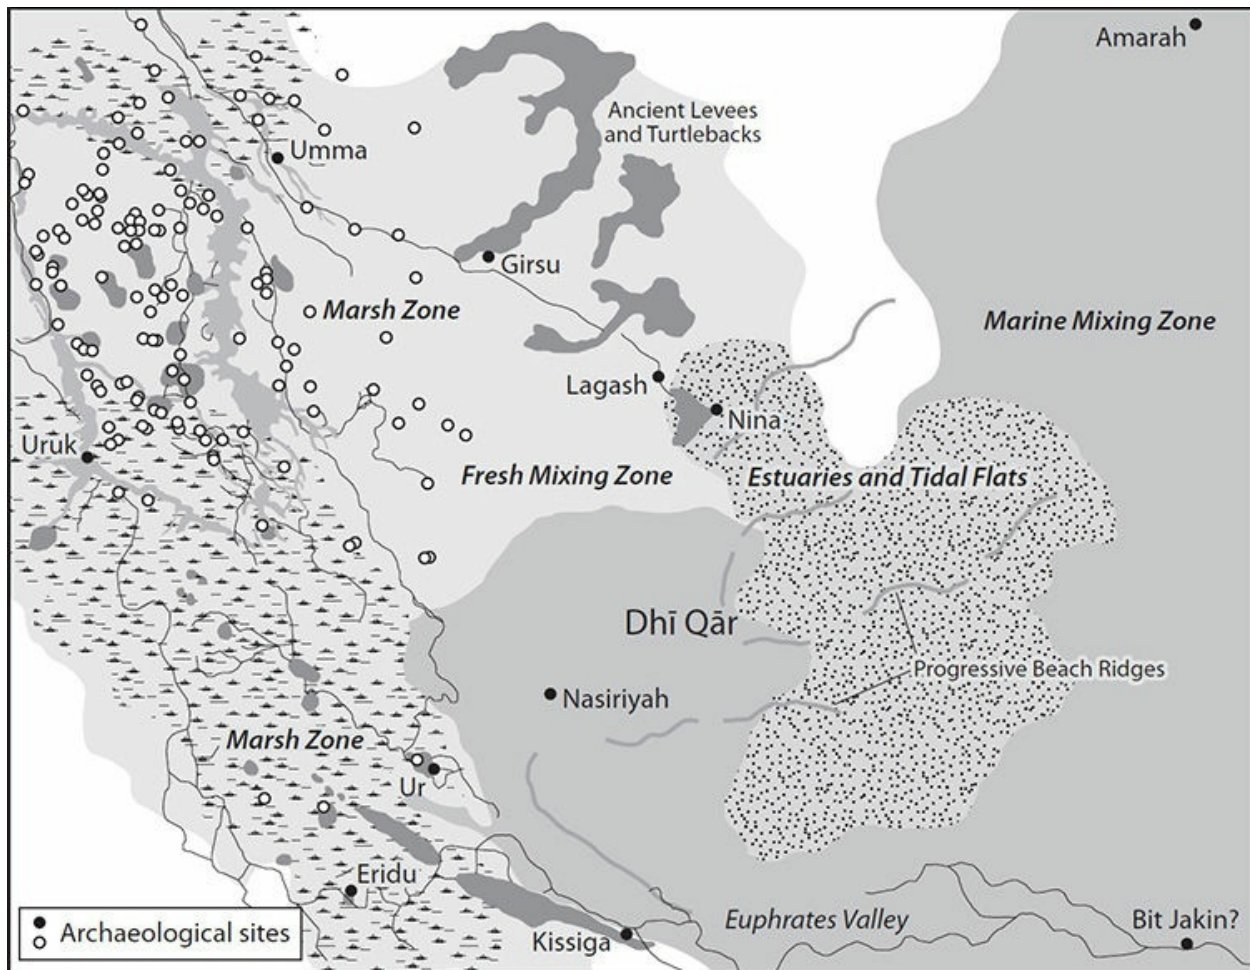 Amarah
Ancient Levees
and Turtlebacks
Umma
Girsu
Marsh Zone
Marine Mixing Zone
Lagash
Nina
Uruk
Fresh Mixing Zone
Estuaries and Tidal Flats
Dhī Qār
Progressive Beach Ridges
Nasiriyah
Marsh Zone
Ur
Eridu
Euphrates Valley
Bit Jakin?
Archaeological sites
Kissiga